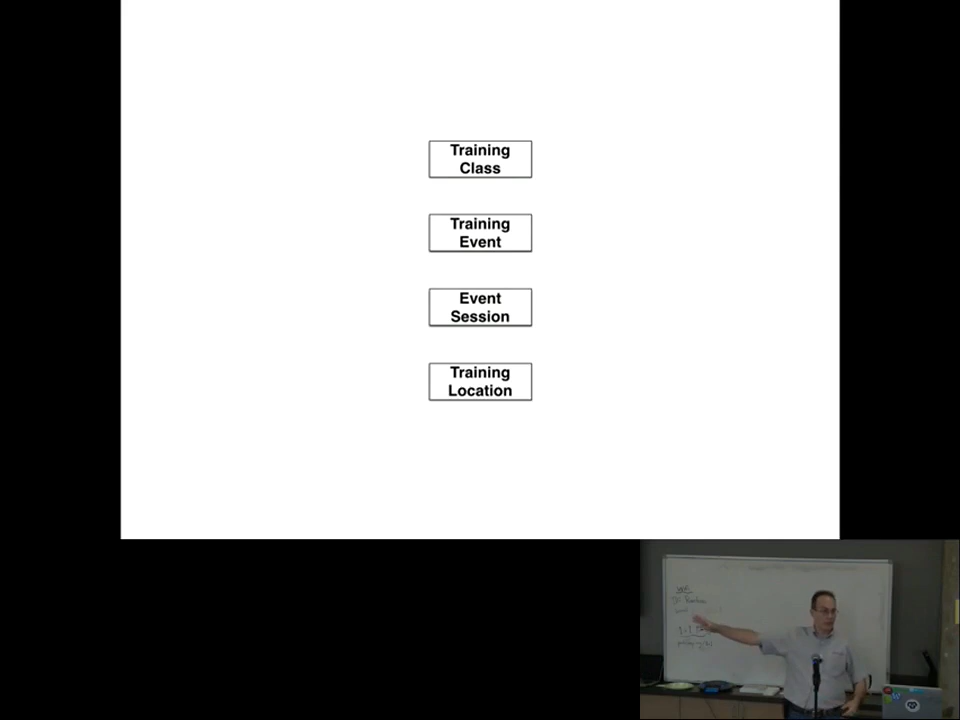 Training
Class
Training
Event
Event
Session
Training
Location